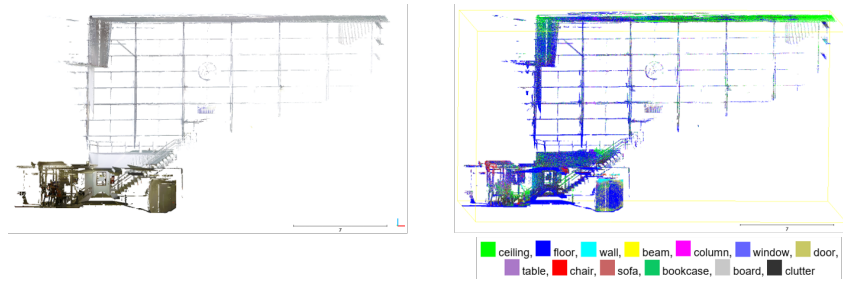 7
7
ceiling, floor, wall, beam, column, window, door,
table, chair, sofa, bookcase, board, clutter